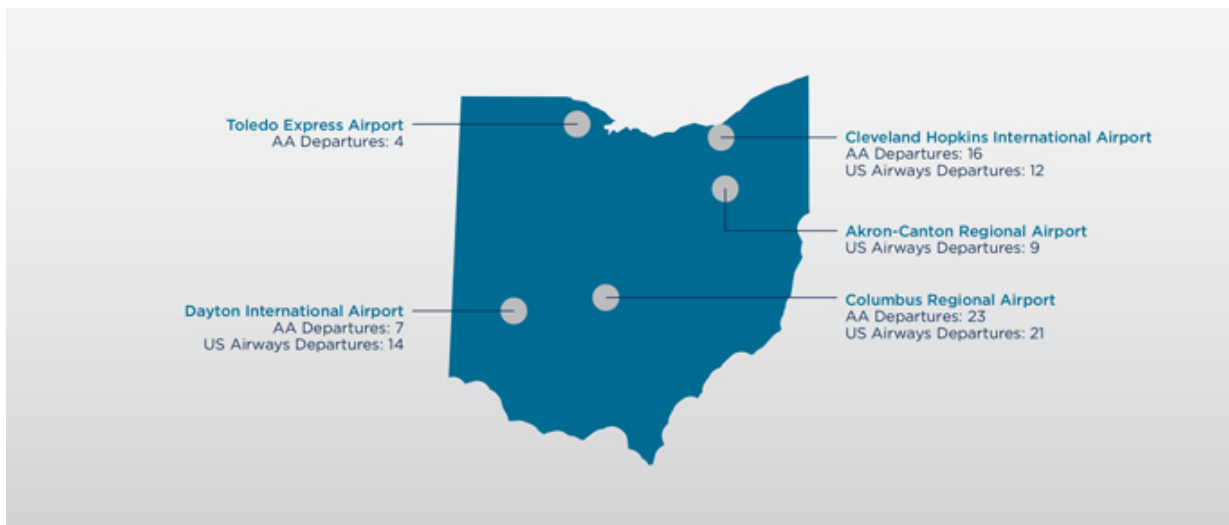 Toledo Express Airport
AA Departures: 4
Cleveland Hopkins International Airport
AA Departures: 16
US Airways Departures: 12
Akron-Canton Regional Airport
US Airways Departures: 9
Dayton International Airport
AA Departures: 7
US Airways Departures: 14
Columbus Regional Airport
AA Departures: 23
US Airways Departures: 21